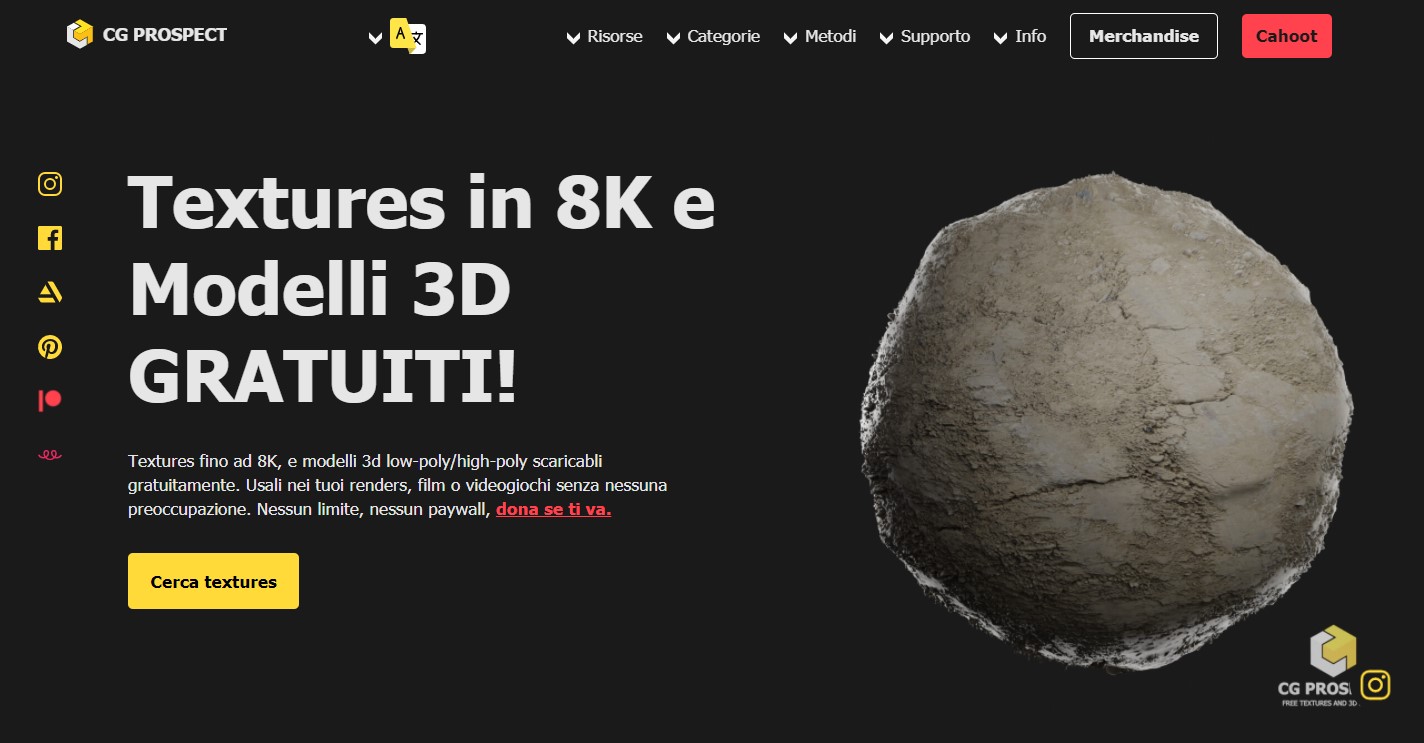 CG PROSPECT
A 文
Risorse
Categorie
Metodi
Supporto
Info
Merchandise
Cahoot
Textures in 8K e
Modelli 3D
GRATUITI!
Textures fino ad 8K, e modelli 3d low-poly/high-poly scaricabli
gratuitamente. Usali nei tuoi renders, film o videogiochi senza nessuna
preoccupazione. Nessun limite, nessun paywall, dona se ti va.
Cerca textures
CG PROS
FREE TEXTURES AND 3D